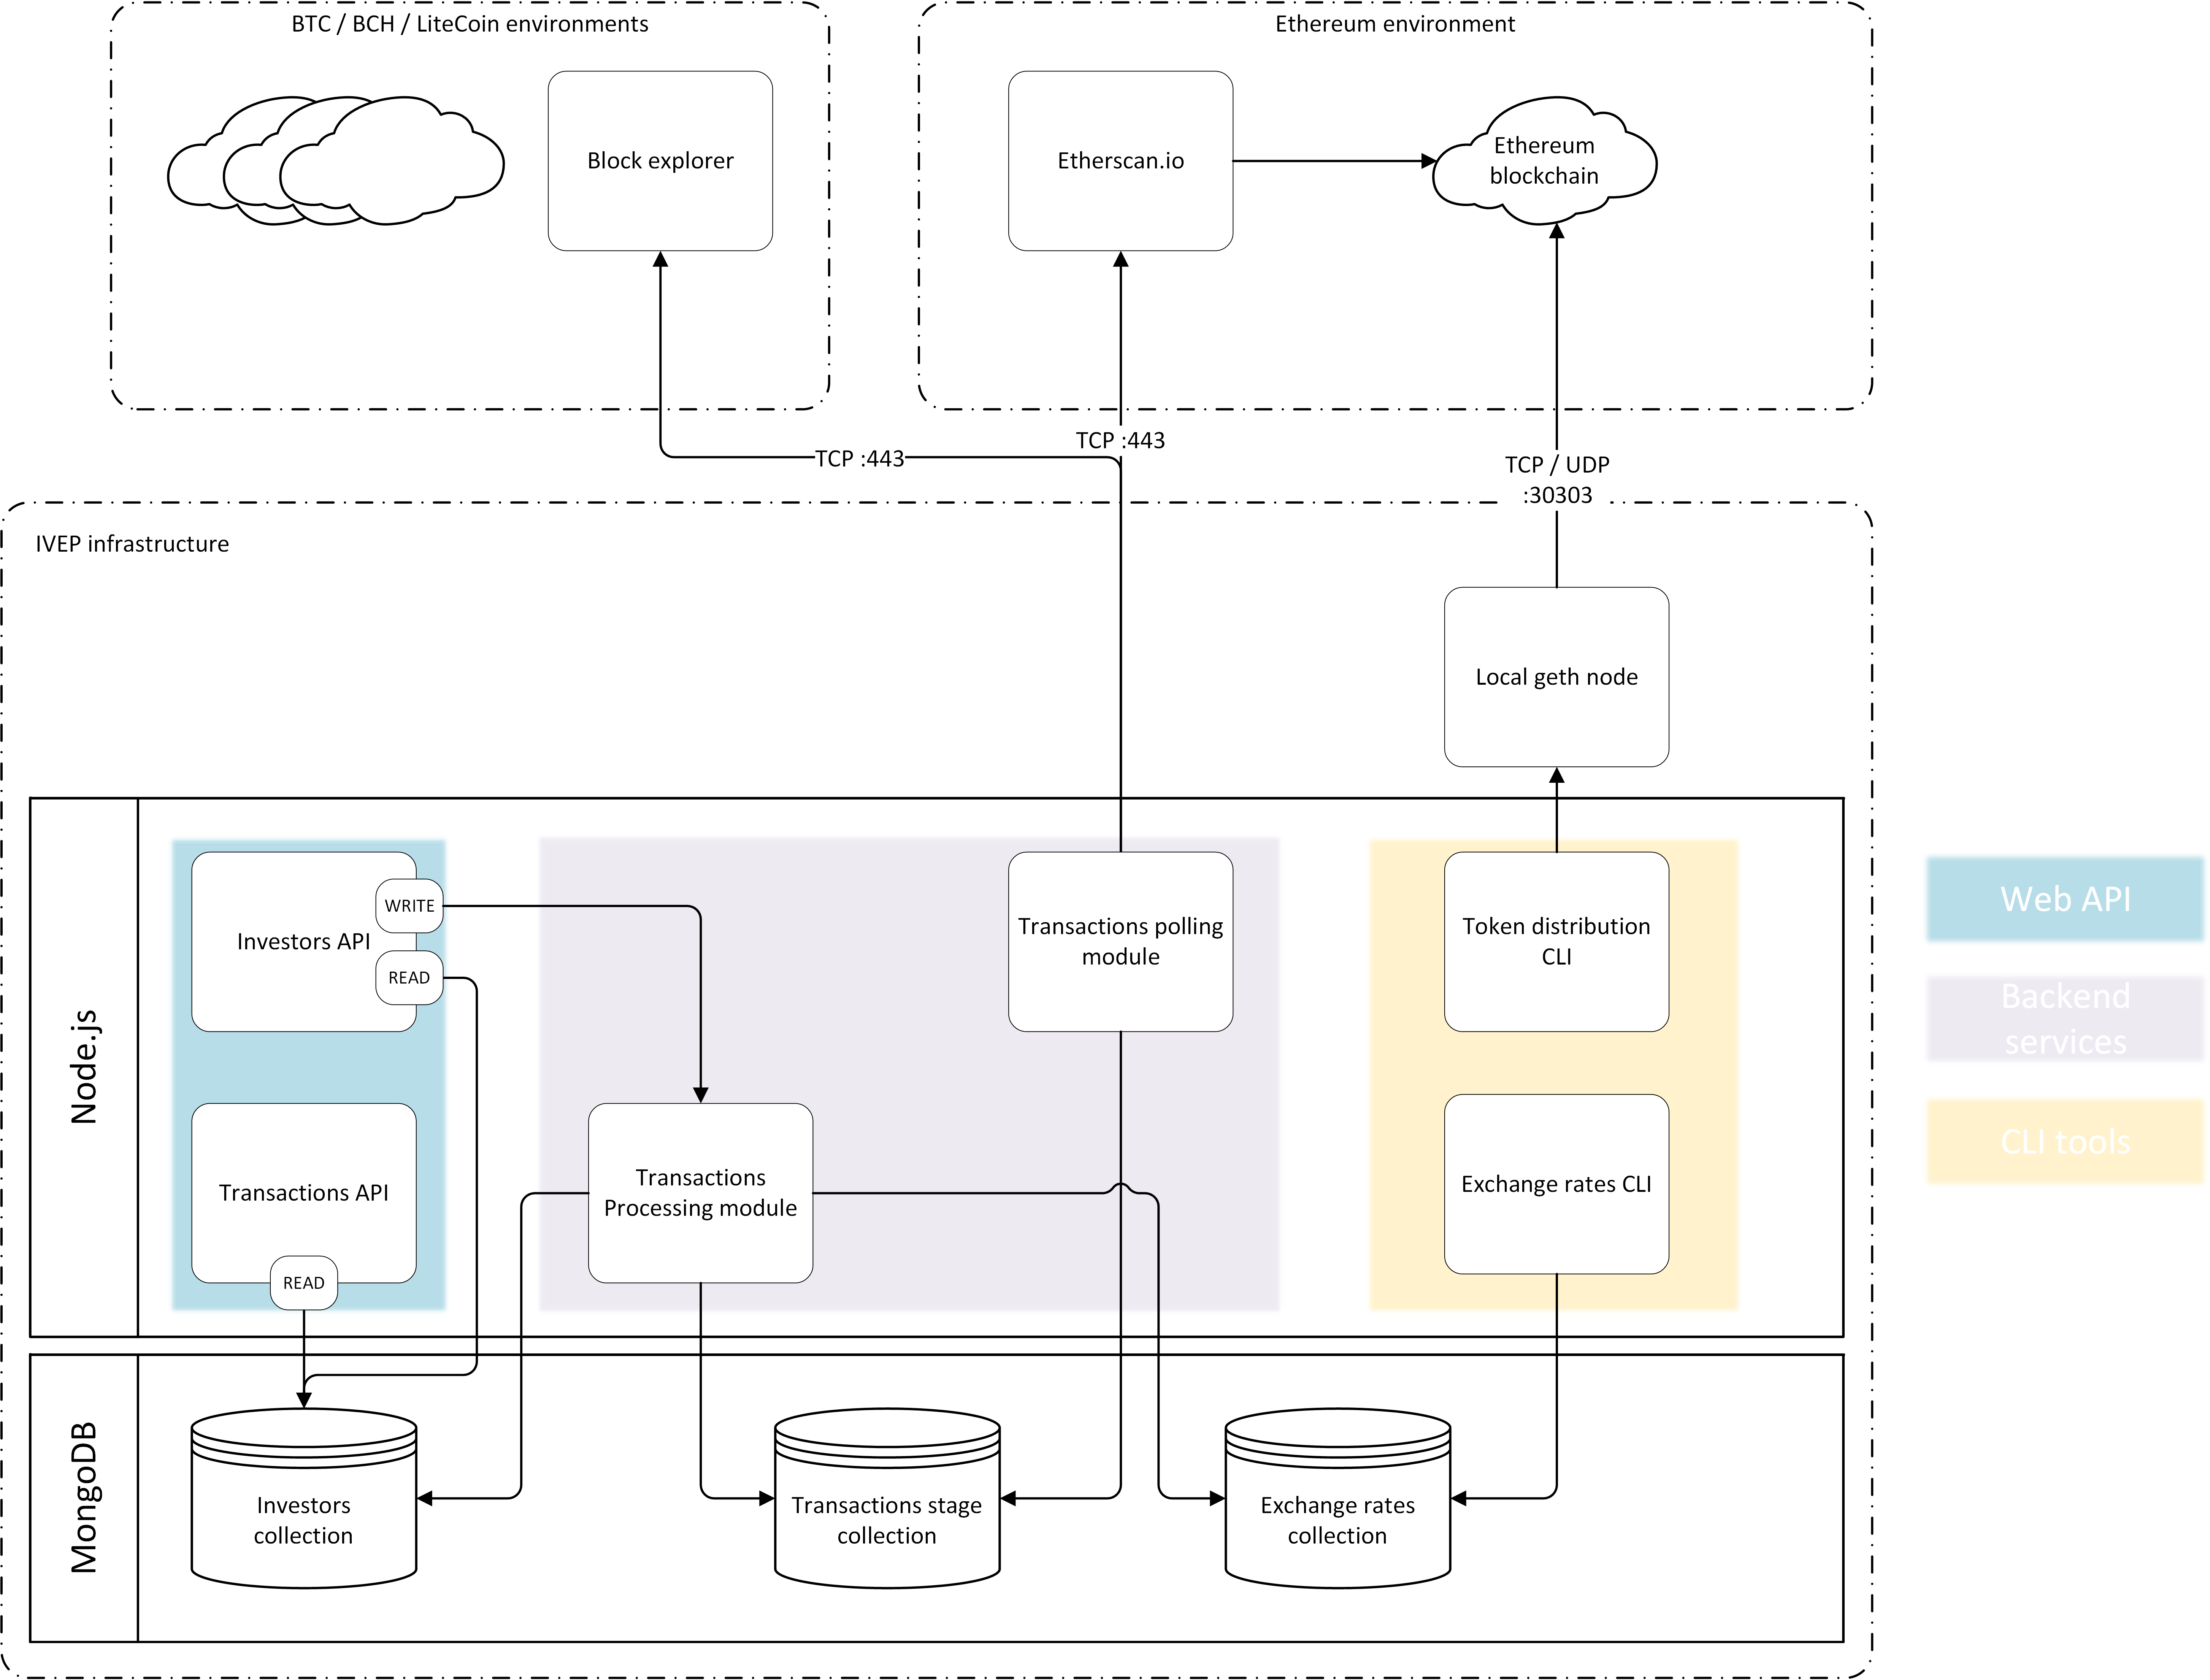 BTC / BCH / LiteCoin environments
Ethereum environment
Block explorer
Etherscan.io
Ethereum
blockchain
TCP :443
TCP :443
TCP / UDP
:30303
IVEP infrastructure
Local geth node
Node.js
Investors API
WRITE
READ
Transactions polling
module
Token distribution
CLI
Web API
Backend
services
CLI tools
Transactions API
READ
Transactions
Processing module
Exchange rates CLI
MongoDB
Investors
collection
Transactions stage
collection
Exchange rates
collection